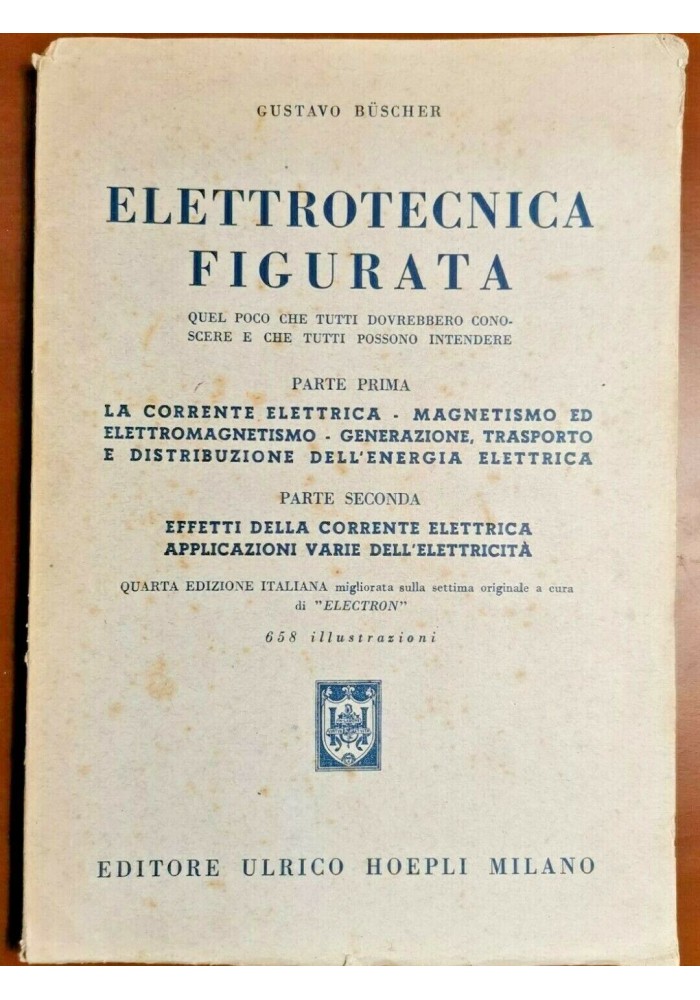 GUSTAVO BÜSCHER
ELETTROTECNICA
FIGURATA
QUEL POCO CHE TUTTI DOVREBBERO CONO-
SCERE E CHE TUTTI POSSONO INTENDERE
PARTE PRIMA
LA CORRENTE ELETTRICA - MAGNETISMO ED
ELETTROMAGNETISMO - GENERAZIONE, TRASPORTO
E DISTRIBUZIONE DELL'ENERGIA ELETTRICA
PARTE SECONDA
EFFETTI DELLA CORRENTE ELETTRICA
APPLICAZIONI VARIE DELL'ELETTRICITÀ
QUARTA EDIZIONE ITALIANA migliorata sulla settima originale a cura
di "ELECTRON"
658 illustrazioni
EDITORE ULRICO HOEPLI MILANO